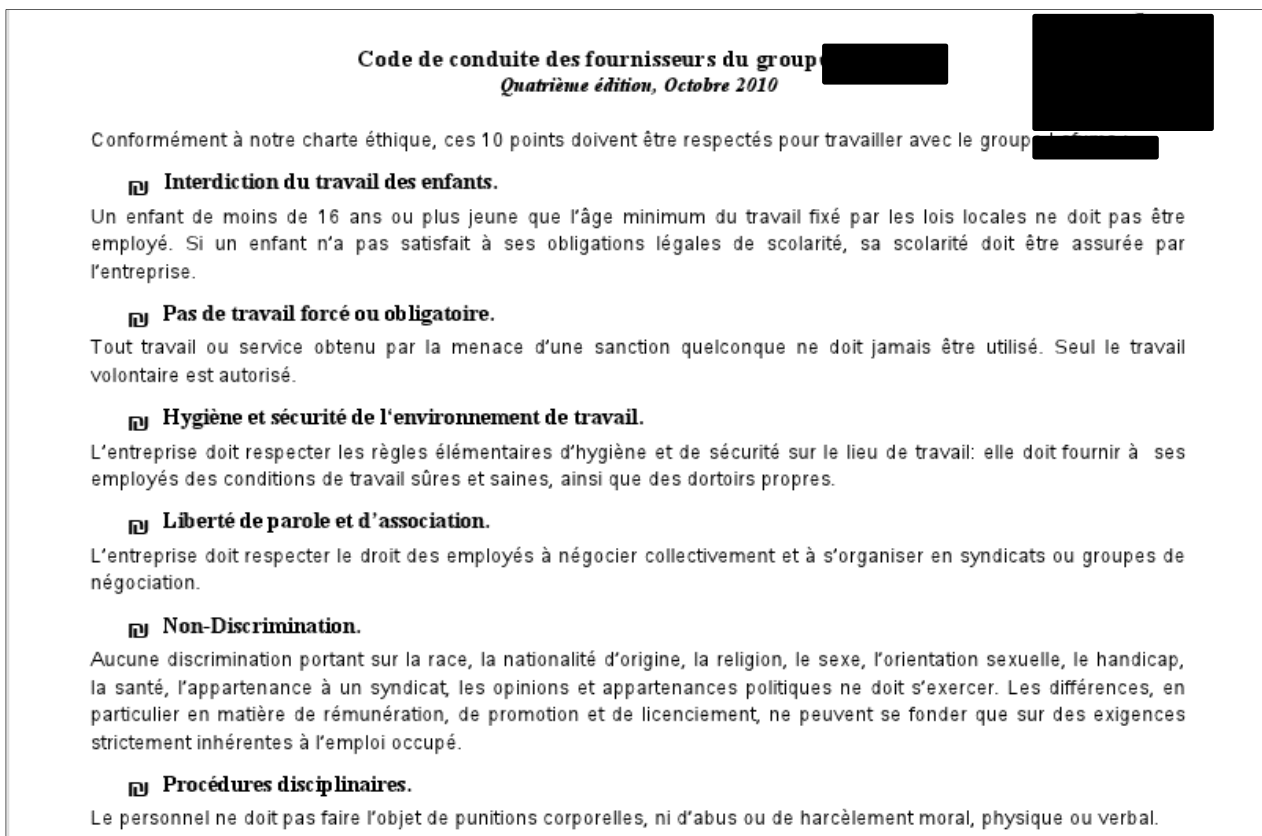 Code de conduite des fournisseurs du groupe
Quatrième édition, Octobre 2010
Conformément à notre charte éthique, ces 10 points doivent être respectés pour travailler avec le groupe
₪ Interdiction du travail des enfants.
Un enfant de moins de 16 ans ou plus jeune que l’âge minimum du travail fixé par les lois locales ne doit pas être
employé. Si un enfant n’a pas satisfait à ses obligations légales de scolarité, sa scolarité doit être assurée par
l’entreprise.
₪ Pas de travail forcé ou obligatoire.
Tout travail ou service obtenu par la menace d’une sanction quelconque ne doit jamais être utilisé. Seul le travail
volontaire est autorisé.
₪ Hygiène et sécurité de l‘environnement de travail.
L’entreprise doit respecter les règles élémentaires d’hygiène et de sécurité sur le lieu de travail: elle doit fournir à ses
employés des conditions de travail sûres et saines, ainsi que des dortoirs propres.
₪ Liberté de parole et d’association.
L’entreprise doit respecter le droit des employés à négocier collectivement et à s’organiser en syndicats ou groupes de
négociation.
₪ Non-Discrimination.
Aucune discrimination portant sur la race, la nationalité d’origine, la religion, le sexe, l’orientation sexuelle, le handicap,
la santé, l’appartenance à un syndicat, les opinions et appartenances politiques ne doit s’exercer. Les différences, en
particulier en matière de rémunération, de promotion et de licenciement, ne peuvent se fonder que sur des exigences
strictement inhérentes à l’emploi occupé.
₪ Procédures disciplinaires.
Le personnel ne doit pas faire l’objet de punitions corporelles, ni d’abus ou de harcèlement moral, physique ou verbal.